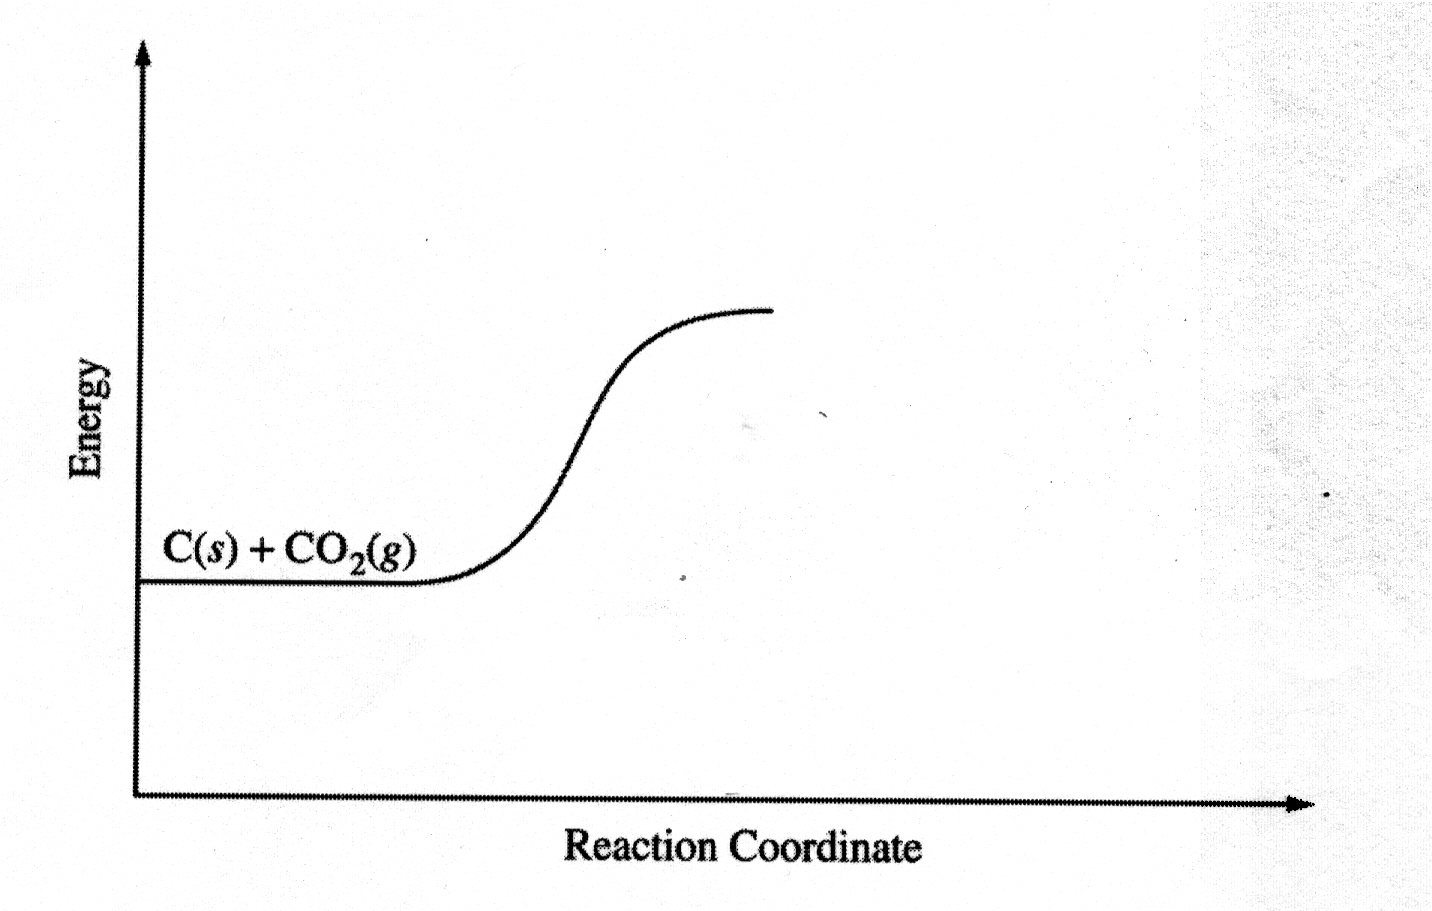 Energy
C(s) + CO₂(g)
Reaction Coordinate